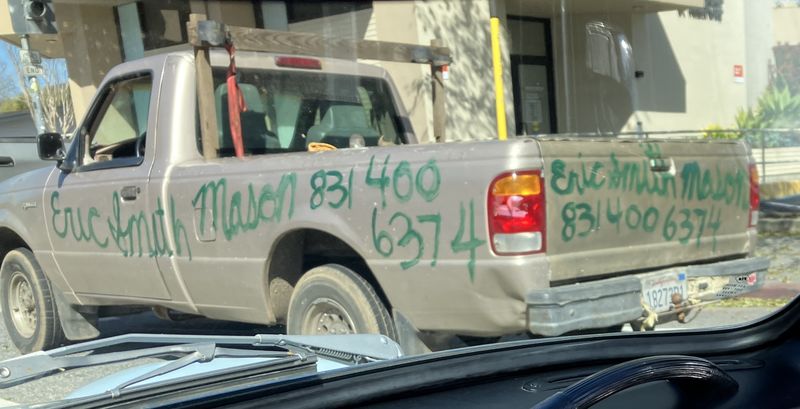 Eric Smith Mason 831 400
6374
Eric Smith Mason
831 400 6374